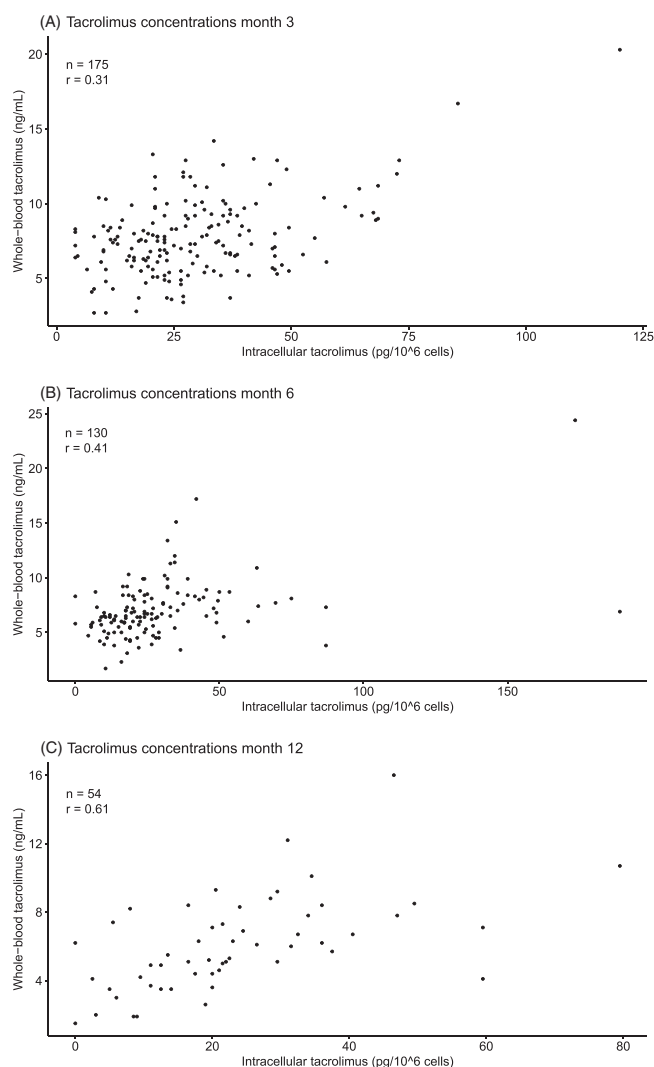 (A) Tacrolimus concentrations month 3
n = 175
r = 0.31
Whole−blood tacrolimus (ng/mL)
20
15
10
5
0 25 50 75 100 125
Intracellular tacrolimus (pg/10^6 cells)
(B) Tacrolimus concentrations month 6
n = 130
r = 0.41
Whole−blood tacrolimus (ng/mL)
25
20
15
10
5
0 50 100 150
Intracellular tacrolimus (pg/10^6 cells)
(C) Tacrolimus concentrations month 12
n = 54
r = 0.61
Whole−blood tacrolimus (ng/mL)
16
12
8
4
0 20 40 60 80
Intracellular tacrolimus (pg/10^6 cells)